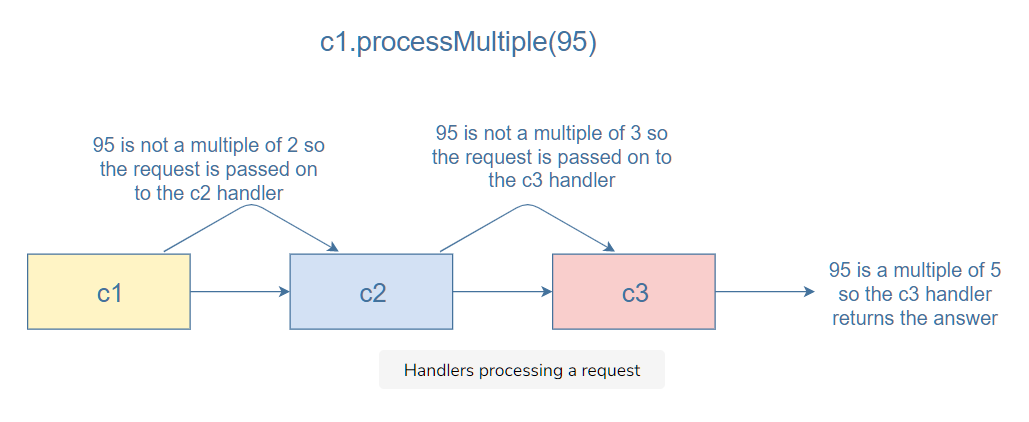 c1.processMultiple(95)
95 is not a multiple of 2 so
the request is passed on
to the c2 handler
95 is not a multiple of 3 so
the request is passed on to
the c3 handler
c1
c2
c3
95 is a multiple of 5
so the c3 handler
returns the answer
Handlers processing a request